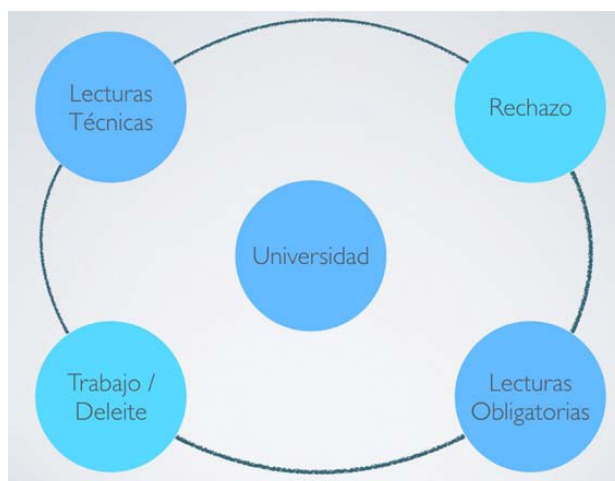 Lecturas
Técnicas
Rechazo
Universidad
Trabajo /
Deleite
Lecturas
Obligatorias